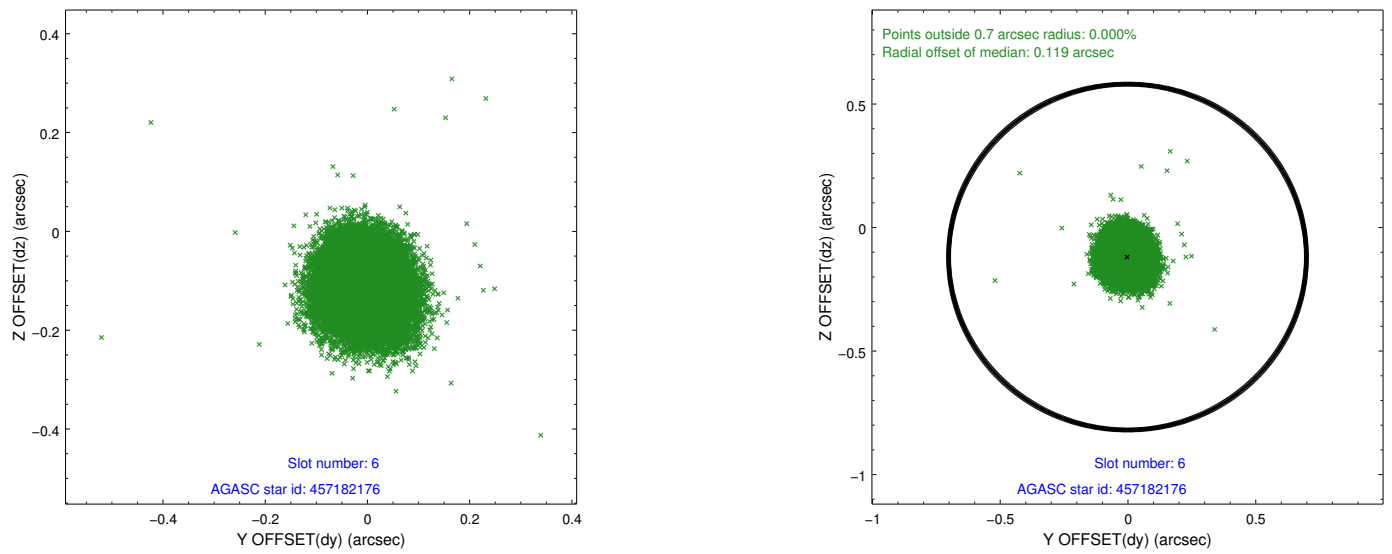 0.4
0.2
0
−0.2
−0.4
Z OFFSET(dz) (arcsec)
Slot number: 6
AGASC star id: 457182176
−0.4
−0.2
0
0.2
0.4
Y OFFSET(dy) (arcsec)
Points outside 0.7 arcsec radius: 0.000%
Radial offset of median: 0.119 arcsec
0.5
0
−0.5
−1
Z OFFSET(dz) (arcsec)
Slot number: 6
AGASC star id: 457182176
−1
−0.5
0
0.5
Y OFFSET(dy) (arcsec)